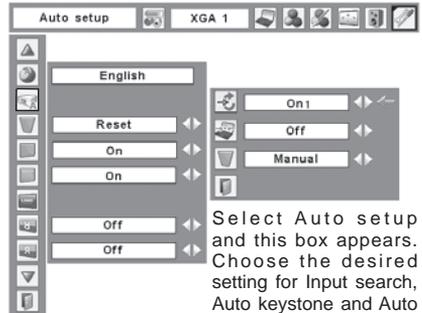 Auto setup
XGA 1
English
Reset
On
On
Off
Off
On1
Off
Manual
Select Auto setup
and this box appears.
Choose the desired
setting for Input search,
Auto keystone and Auto